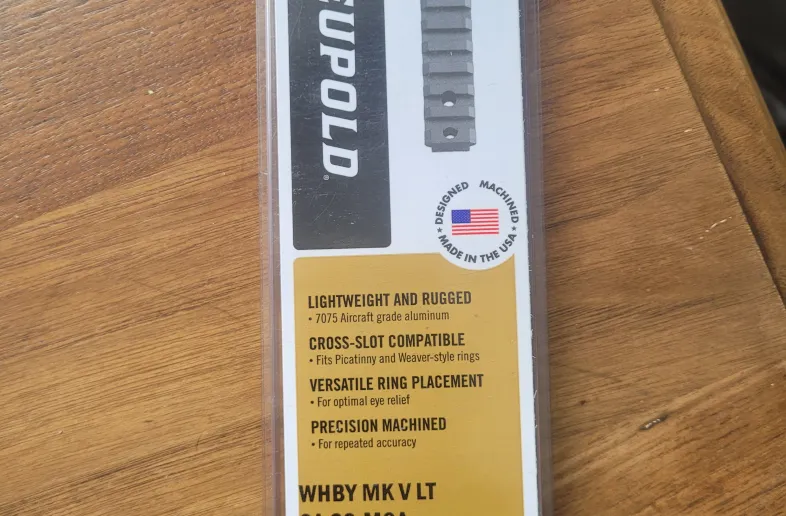 EUPOLD
DESIGNED MACHINED
MADE IN THE USA
LIGHTWEIGHT AND RUGGED
• 7075 Aircraft grade aluminum
CROSS-SLOT COMPATIBLE
• Fits Picatinny and Weaver-style rings
VERSATILE RING PLACEMENT
• For optimal eye relief
PRECISION MACHINED
• For repeated accuracy
WHBY MK V LT